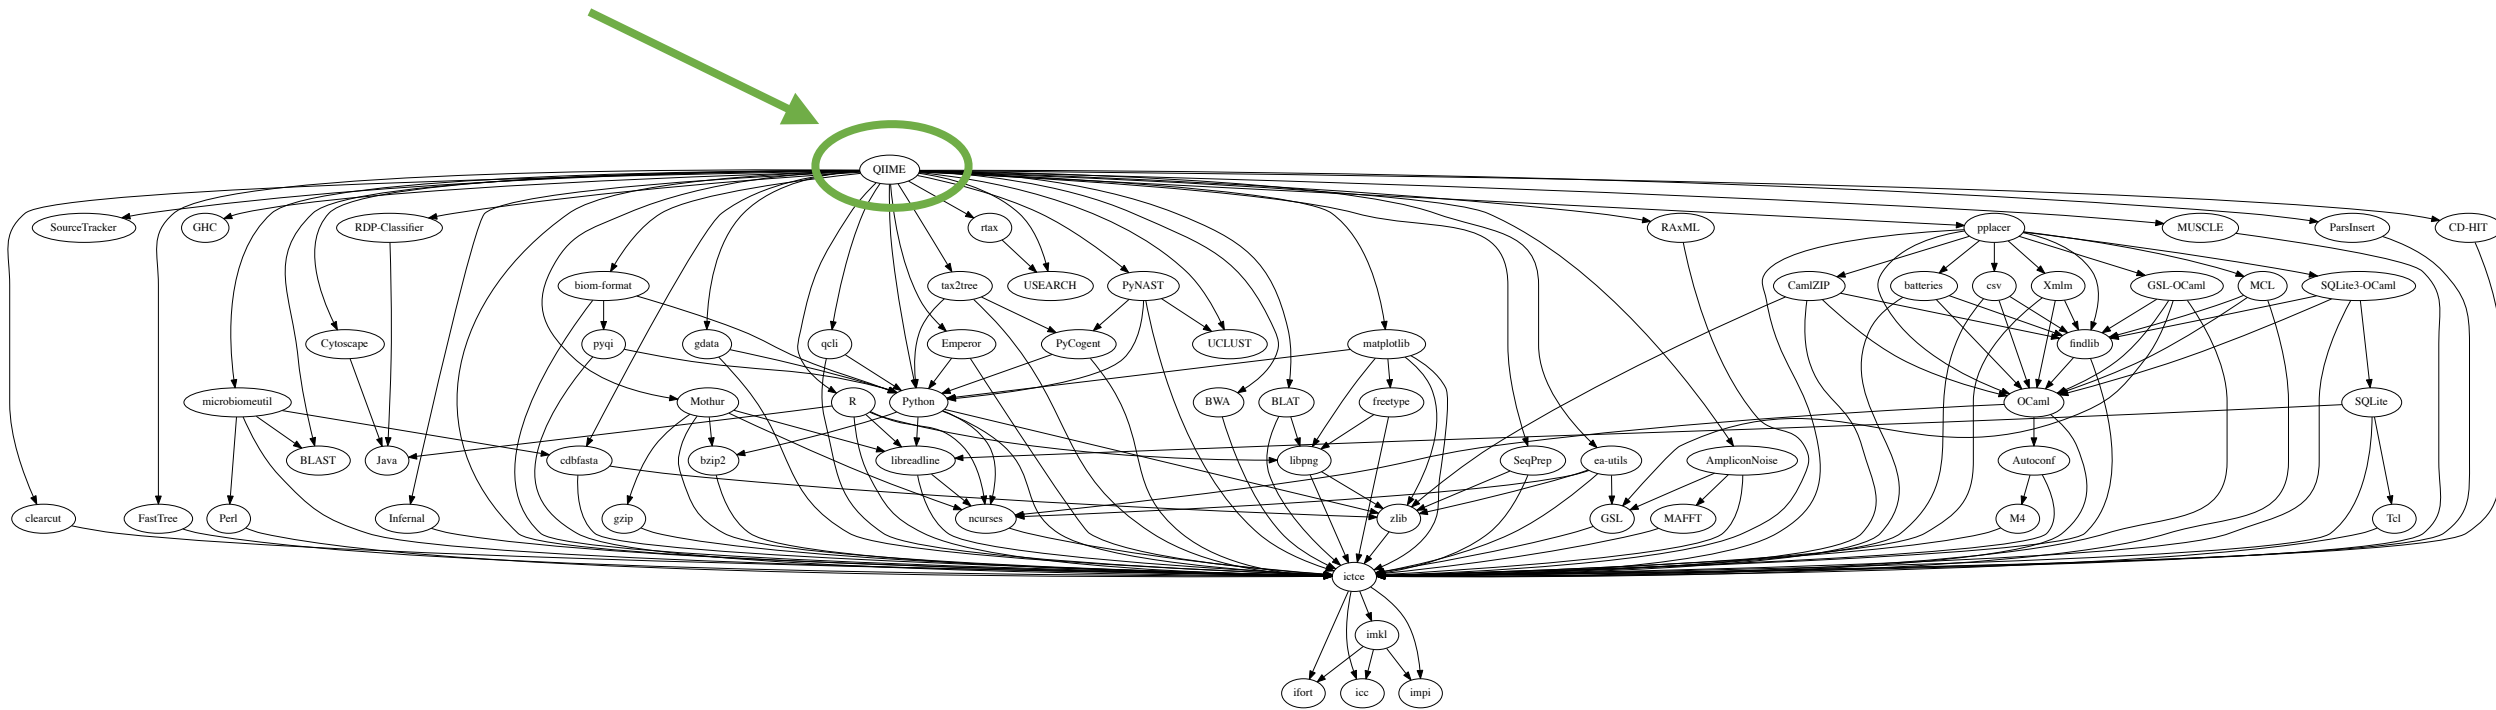 QIIME
SourceTracker
GHC
RDP-Classifier
rtax
RAxML
pplacer
MUSCLE
ParsInsert
CD-HIT
biom-format
tax2tree
USEARCH
PyNAST
CamlZIP
batteries
csv
Xmlm
GSL-OCaml
MCL
SQLite3-OCaml
Cytoscape
pyqi
gdata
qcli
Emperor
PyCogent
UCLUST
matplotlib
findlib
microbiomeutil
Mothur
R
Python
BWA
BLAT
freetype
OCaml
SQLite
BLAST
Java
cdbfasta
bzip2
libreadline
libpng
SeqPrep
ea-utils
AmpliconNoise
Autoconf
clearcut
FastTree
Perl
Infernal
gzip
ncurses
zlib
GSL
MAFFT
M4
Tcl
ictce
imkl
ifort
icc
impi